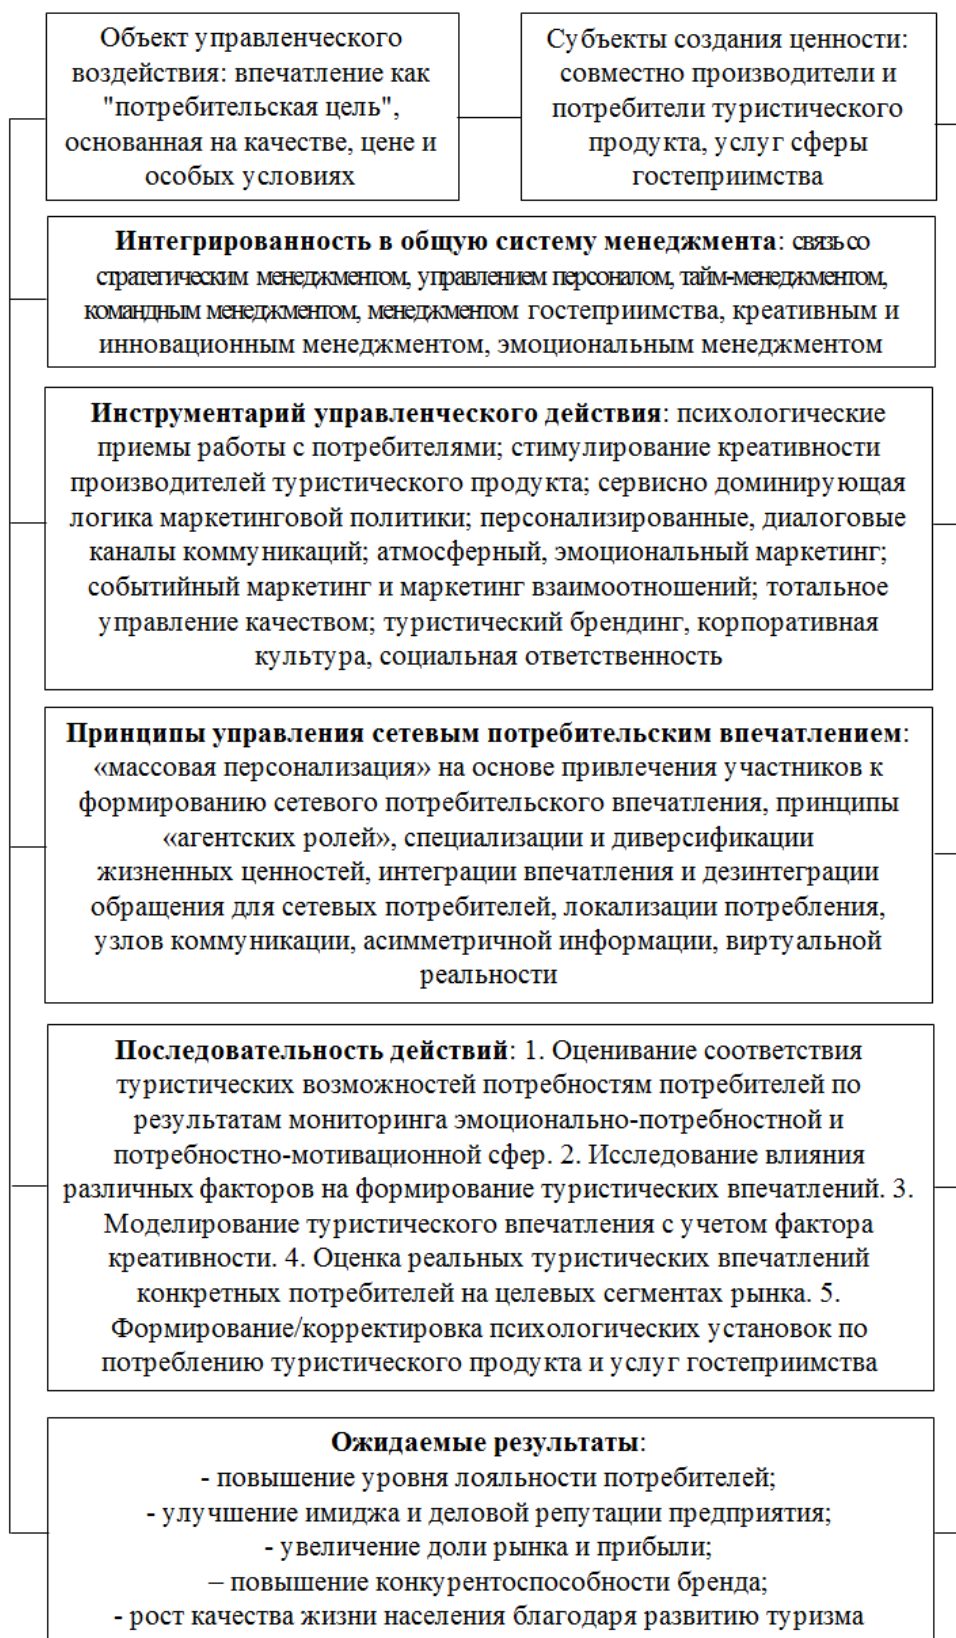 Объект управленческого
воздействия: впечатление как
"потребительская цель",
основанная на качестве, цене и
особых условиях
Субъекты создания ценности:
совместно производители и
потребители туристического
продукта, услуг сферы
гостеприимства
Интегрированность в общую систему менеджмента: связь со
стратегическим менеджментом, управлением персоналом, тайм-менеджментом,
командным менеджментом, менеджментом гостеприимства, креативным и
инновационным менеджментом, эмоциональным менеджментом
Инструментарий управленческого действия: психологические
приемы работы с потребителями; стимулирование креативности
производителей туристического продукта; сервисно доминирующая
логика маркетинговой политики; персонализированные, диалоговые
каналы коммуникаций; атмосферный, эмоциональный маркетинг;
событийный маркетинг и маркетинг взаимоотношений; тотальное
управление качеством; туристический брендинг, корпоративная
культура, социальная ответственность
Принципы управления сетевым потребительским впечатлением:
«массовая персонализация» на основе привлечения участников к
формированию сетевого потребительского впечатления, принципы
«агентских ролей», специализации и диверсификации
жизненных ценностей, интеграции впечатления и дезинтеграции
обращения для сетевых потребителей, локализации потребления,
узлов коммуникации, асимметричной информации, виртуальной
реальности
Последовательность действий: 1. Оценивание соответствия
туристических возможностей потребностям потребителей по
результатам мониторинга эмоционально-потребностной и
потребностно-мотивационной сфер. 2. Исследование влияния
различных факторов на формирование туристических впечатлений. 3.
Моделирование туристического впечатления с учетом фактора
креативности. 4. Оценка реальных туристических впечатлений
конкретных потребителей на целевых сегментах рынка. 5.
Формирование/корректировка психологических установок по
потреблению туристического продукта и услуг гостеприимства
Ожидаемые результаты:
- повышение уровня лояльности потребителей;
- улучшение имиджа и деловой репутации предприятия;
- увеличение доли рынка и прибыли;
– повышение конкурентоспособности бренда;
- рост качества жизни населения благодаря развитию туризма